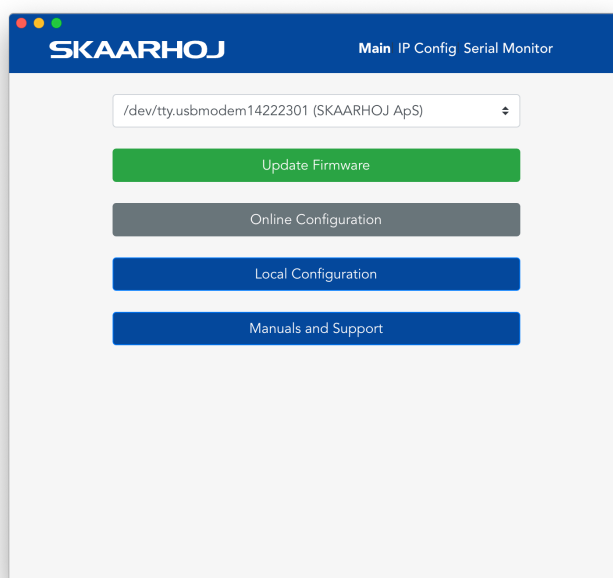 SKAARHOJ
Main IP Config Serial Monitor
/dev/tty.usbmodem14222301 (SKAARHOJ ApS)
Update Firmware
Online Configuration
Local Configuration
Manuals and Support